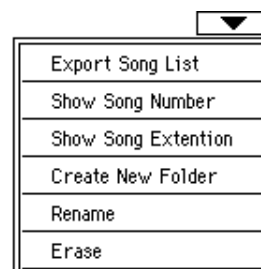 Export Song List
Show Song Number
Show Song Extention
Create New Folder
Rename
Erase